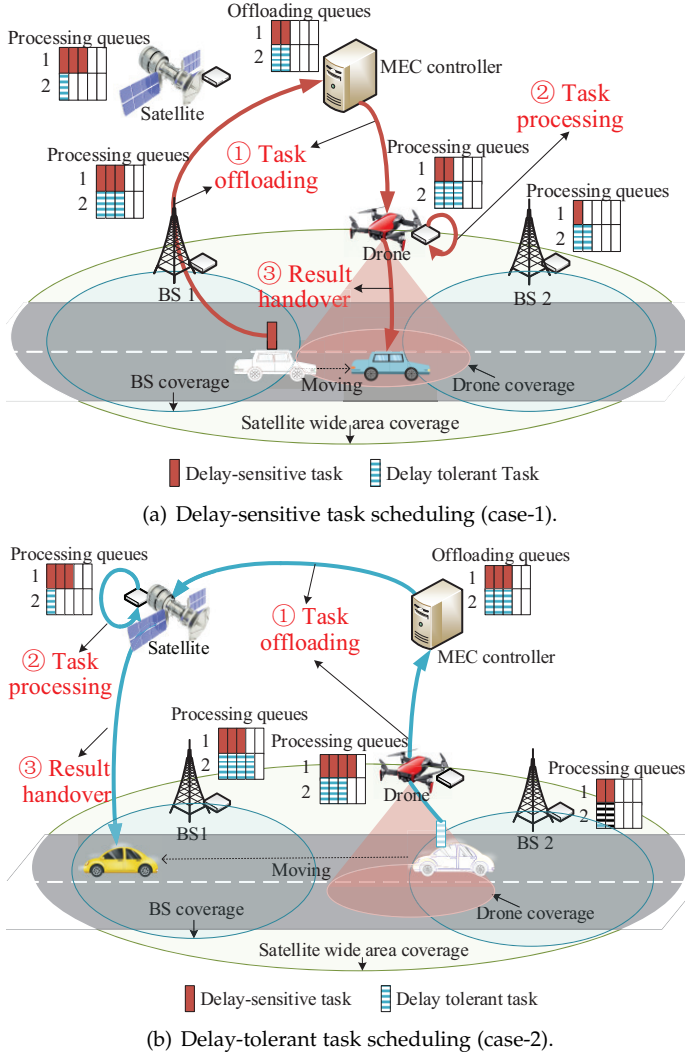 Offloading queues
1
2
MEC controller
Processing queues
1
2
Satellite
② Task
processing
① Task
offloading
Processing queues
1
2
Processing queues
1
2
Processing queues
1
2
Drone
BS 1
③ Result
handover
BS 2
BS coverage
Moving
Drone coverage
Satellite wide area coverage
Delay-sensitive task
Delay tolerant Task
(a) Delay-sensitive task scheduling (case-1).
Processing queues
1
2
Offloading queues
1
2
① Task
offloading
Satellite
MEC controller
② Task
processing
Processing queues
1
2
Processing queues
1
2
③ Result
handover
Drone
Processing queues
1
2
BS1
BS 2
Moving
BS coverage
Drone coverage
Satellite wide area coverage
Delay-sensitive task
Delay tolerant task
(b) Delay-tolerant task scheduling (case-2).